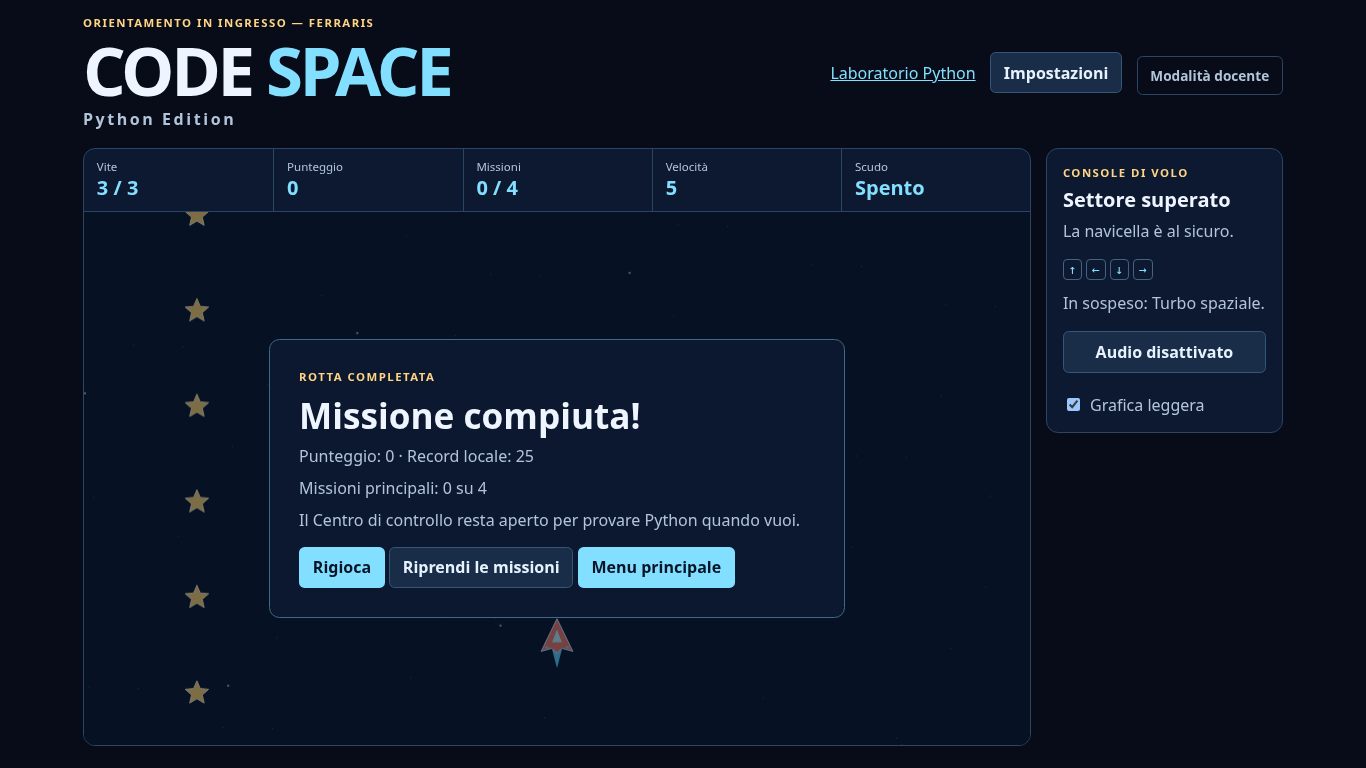 ORIENTAMENTO IN INGRESSO — FERRARIS
CODE SPACE
Python Edition
Laboratorio Python
Impostazioni
Modalità docente
Vite
3 / 3
Punteggio
0
Missioni
0 / 4
Velocità
5
Scudo
Spento
ROTTA COMPLETATA
Missione compiuta!
Punteggio: 0 · Record locale: 25
Missioni principali: 0 su 4
Il Centro di controllo resta aperto per provare Python quando vuoi.
Rigioca
Riprendi le missioni
Menu principale
CONSOLE DI VOLO
Settore superato
La navicella è al sicuro.
↑ ← ↓ →
In sospeso: Turbo spaziale.
Audio disattivato
Grafica leggera